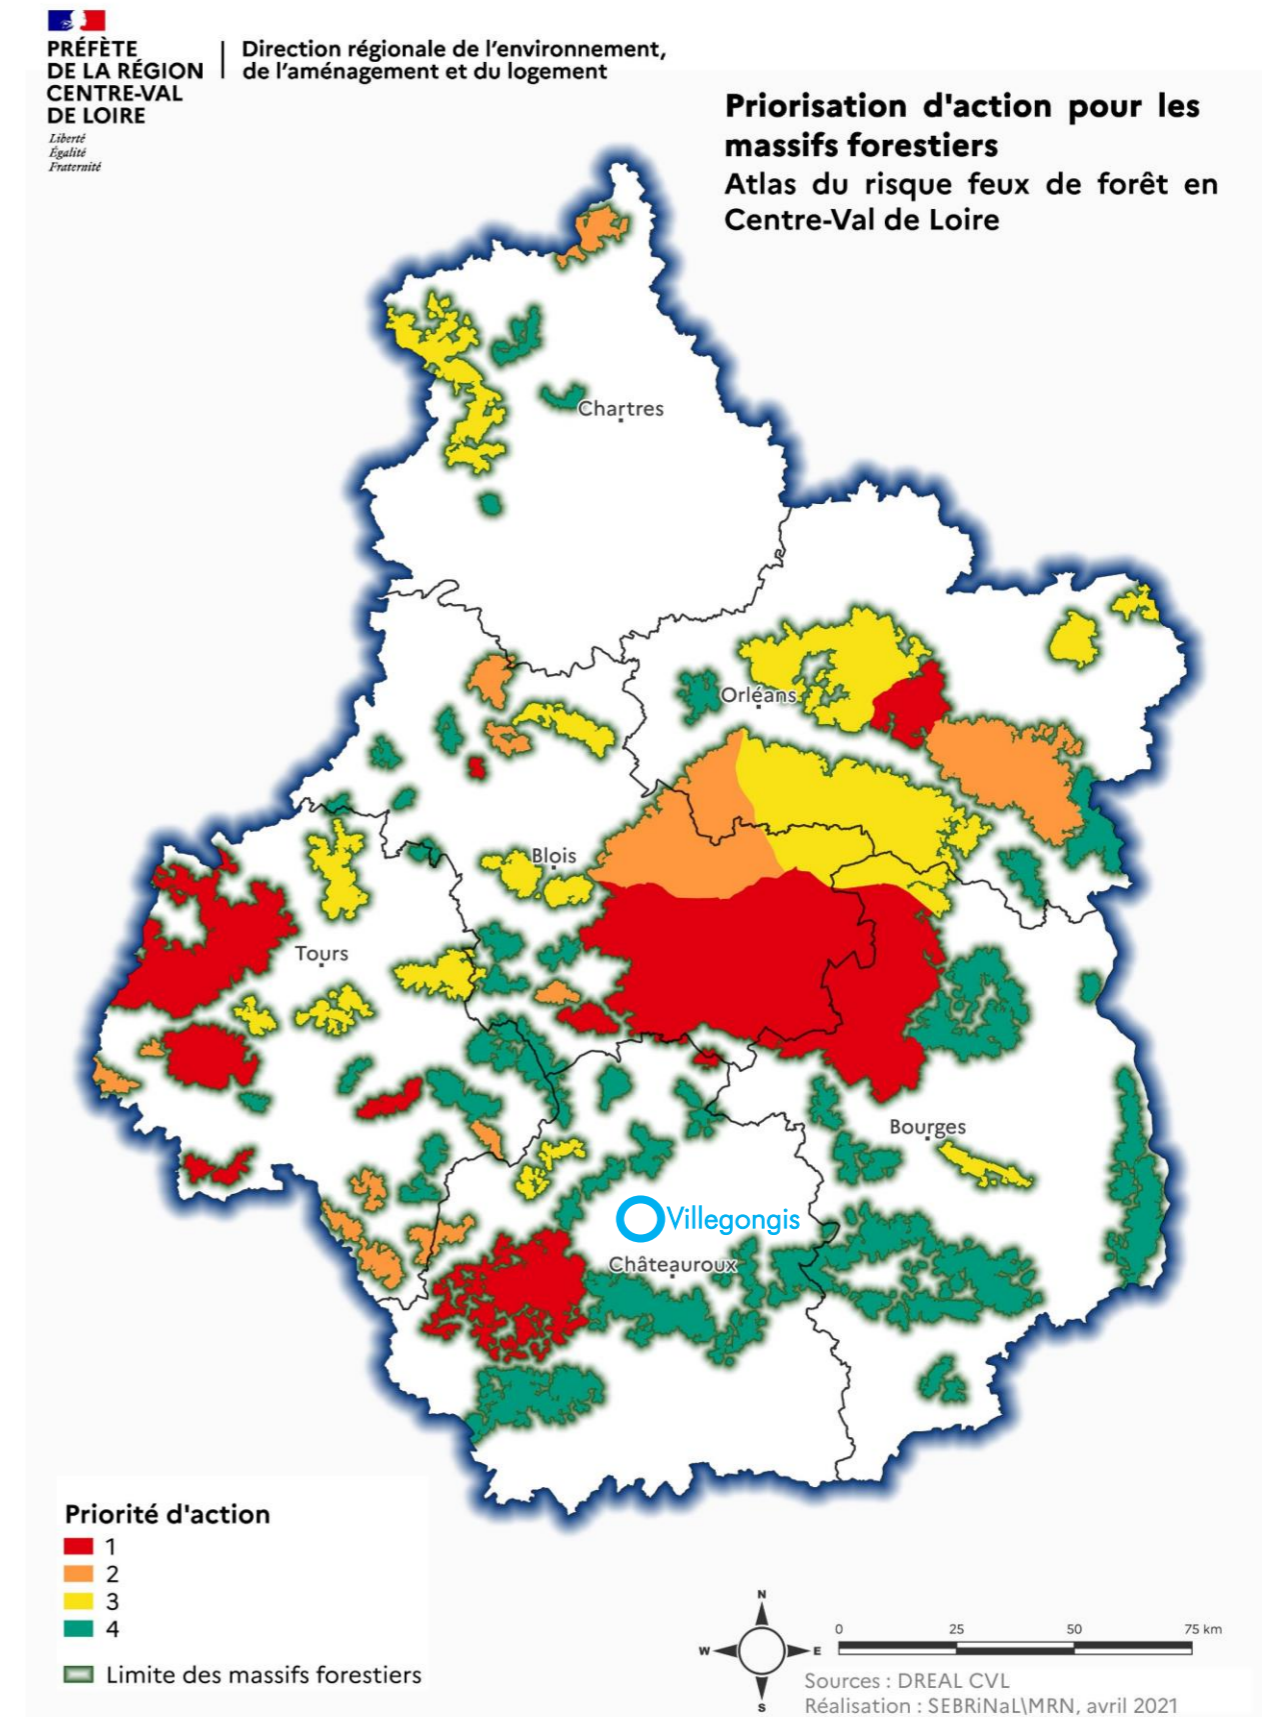 PRÉFÈTE
DE LA RÉGION
CENTRE-VAL
DE LOIRE
Liberté
Égalité
Fraternité
Direction régionale de l'environnement,
de l'aménagement et du logement
Priorisation d'action pour les
massifs forestiers
Atlas du risque feux de forêt en
Centre-Val de Loire
Chartres
Orléans
Blois
Tours
Bourges
Villegongis
Châteauroux
Priorité d'action
1
2
3
4
Limite des massifs forestiers
N
W
E
S
0 25 50 75 km
Sources : DREAL CVL
Réalisation : SEBRiNaL\MRN, avril 2021